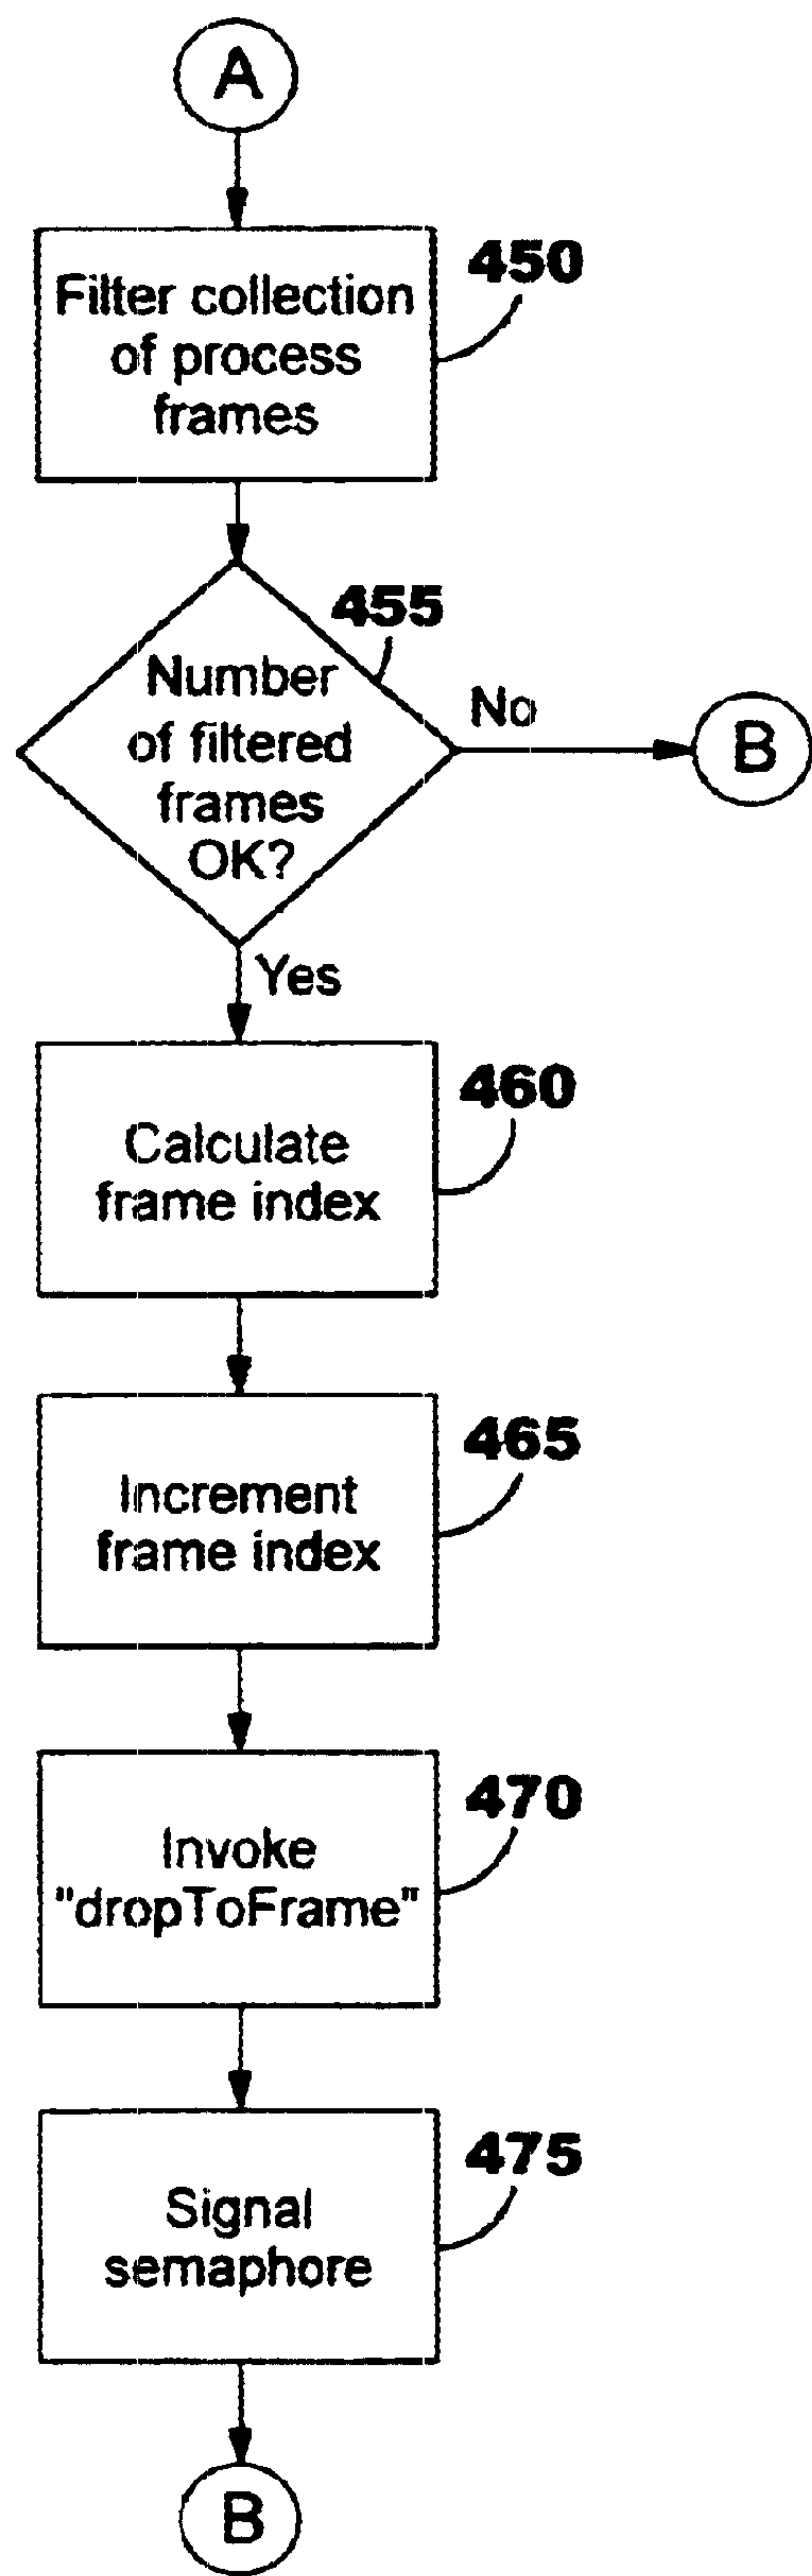 A
450
Filter collection
of process
frames
455
Number
of filtered
frames
OK?
No
B
Yes
460
Calculate
frame index
465
Increment
frame index
470
Invoke
"dropToFrame"
475
Signal
semaphore
B